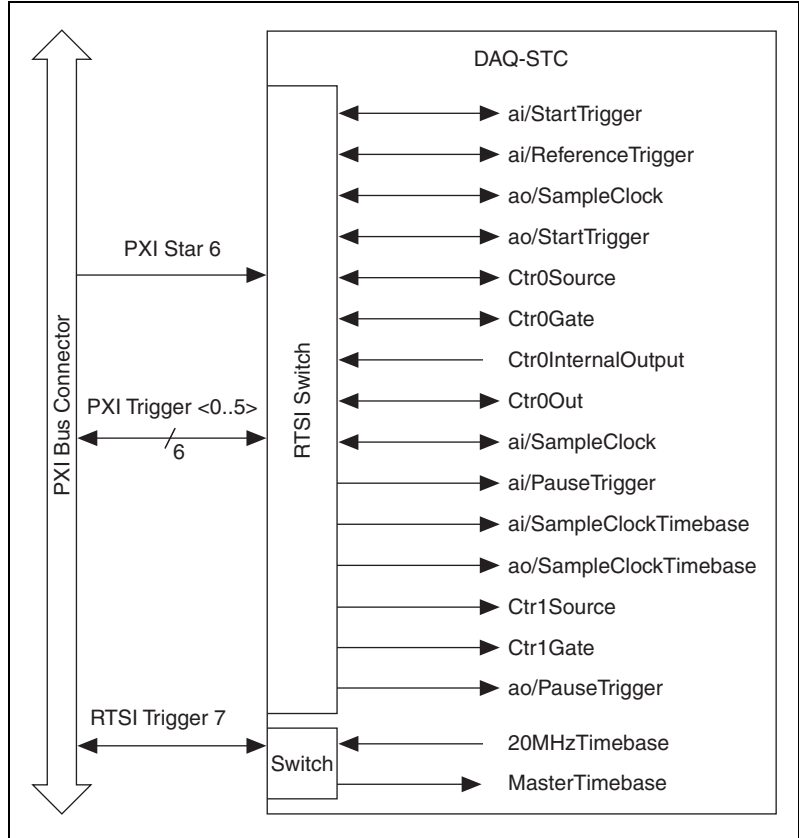 DAQ-STC
ai/StartTrigger
ai/ReferenceTrigger
ao/SampleClock
ao/StartTrigger
PXI Star 6
Ctr0Source
Ctr0Gate
Ctr0InternalOutput
PXI Trigger <0..5>
6
Ctr0Out
ai/SampleClock
ai/PauseTrigger
ai/SampleClockTimebase
ao/SampleClockTimebase
Ctr1Source
Ctr1Gate
ao/PauseTrigger
PXI Bus Connector
RTSI Switch
RTSI Trigger 7
Switch
20MHzTimebase
MasterTimebase